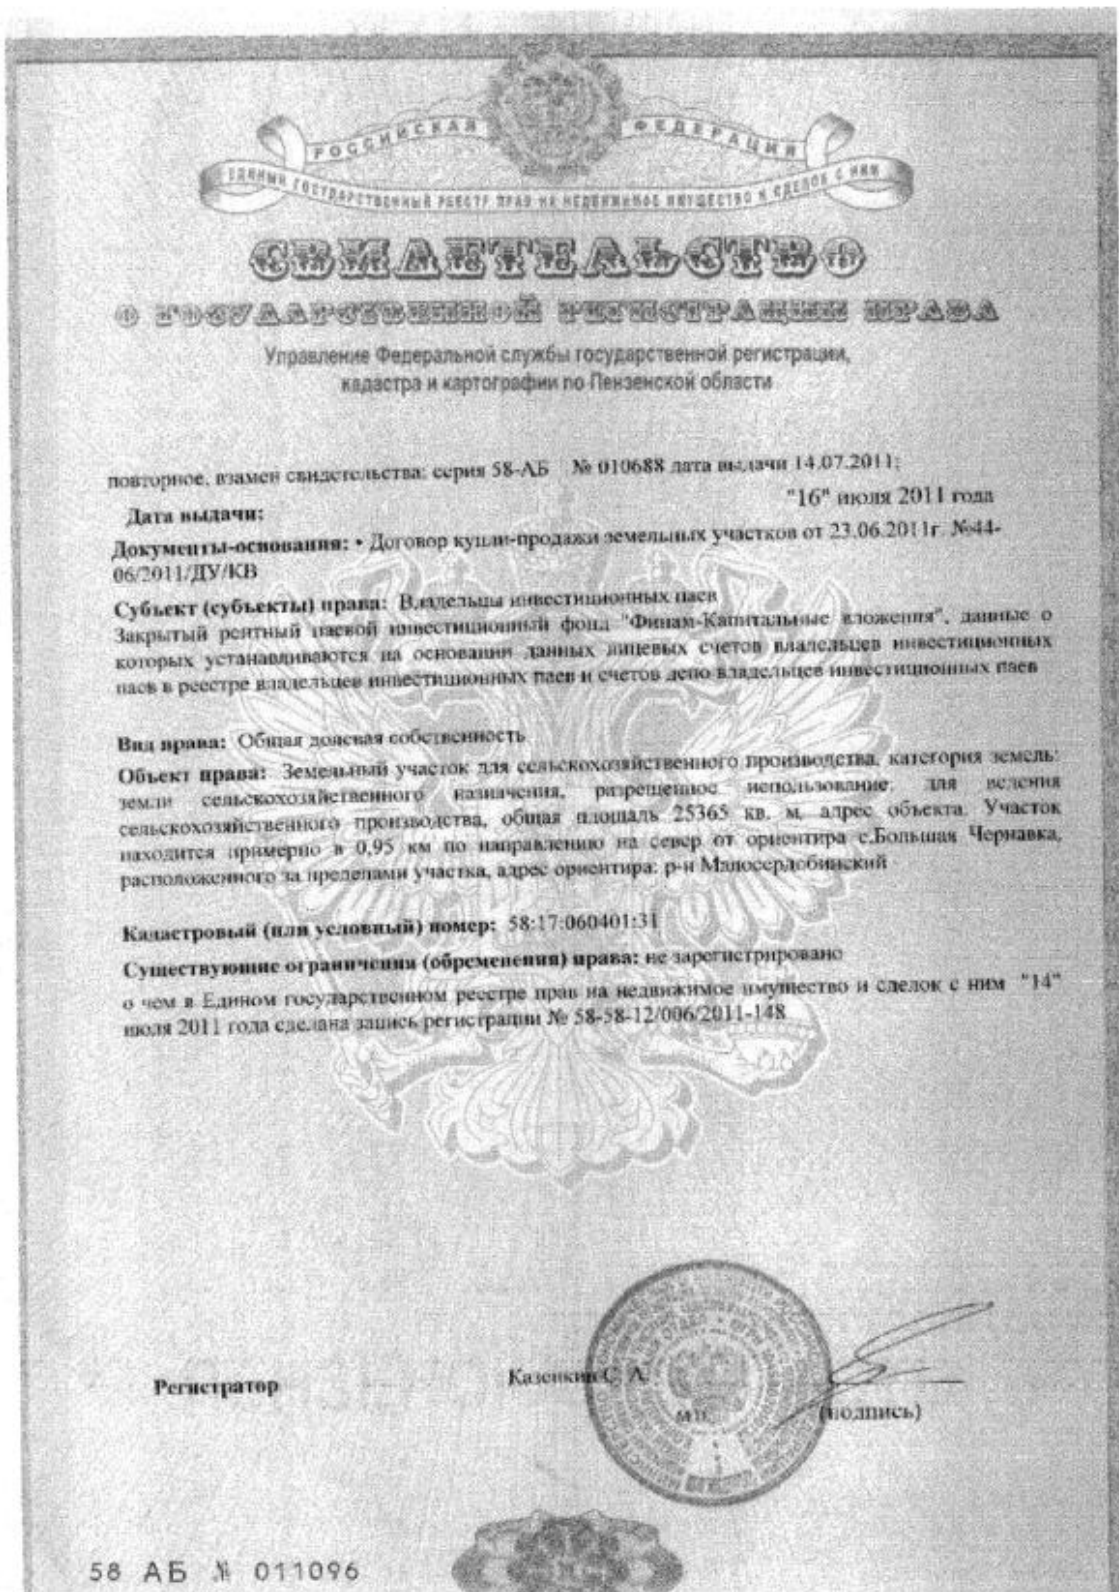 РОССИЙСКАЯ ФЕДЕРАЦИЯ
ЕДИНЫЙ ГОСУДАРСТВЕННЫЙ РЕЕСТР ПРАВ НА НЕДВИЖИМОЕ ИМУЩЕСТВО И СДЕЛОК С НИМ
СВИДЕТЕЛЬСТВО
О ГОСУДАРСТВЕННОЙ РЕГИСТРАЦИИ ПРАВА
Управление Федеральной службы государственной регистрации,
кадастра и картографии по Пензенской области
повторное, взамен свидетельства: серия 58-АБ № 010688 дата выдачи 14.07.2011;
Дата выдачи: "16" июля 2011 года
Документы-основания: • Договор купли-продажи земельных участков от 23.06.2011г. №44-
06/2011/ДУ/КВ
Субъект (субъекты) права: Владельцы инвестиционных паев
Закрытый рентный паевой инвестиционный фонд "Финам-Капитальные вложения", данные о
которых устанавливаются на основании данных лицевых счетов владельцев инвестиционных
паев в реестре владельцев инвестиционных паев и счетов депо владельцев инвестиционных паев
Вид права: Общая долевая собственность
Объект права: Земельный участок для сельскохозяйственного производства, категория земель:
земли сельскохозяйственного назначения, разрешенное использование: для ведения
сельскохозяйственного производства, общая площадь 25365 кв. м, адрес объекта: Участок
находится примерно в 0,95 км по направлению на север от ориентира с.Большая Чернавка,
расположенного за пределами участка, адрес ориентира: р-н Малосердобинский
Кадастровый (или условный) номер: 58:17:060401:31
Существующие ограничения (обременения) права: не зарегистрировано
о чем в Едином государственном реестре прав на недвижимое имущество и сделок с ним "14"
июля 2011 года сделана запись регистрации № 58-58-12/006/2011-148
Регистратор Казенкин С. А.
м.п. (подпись)
58 АБ № 011096